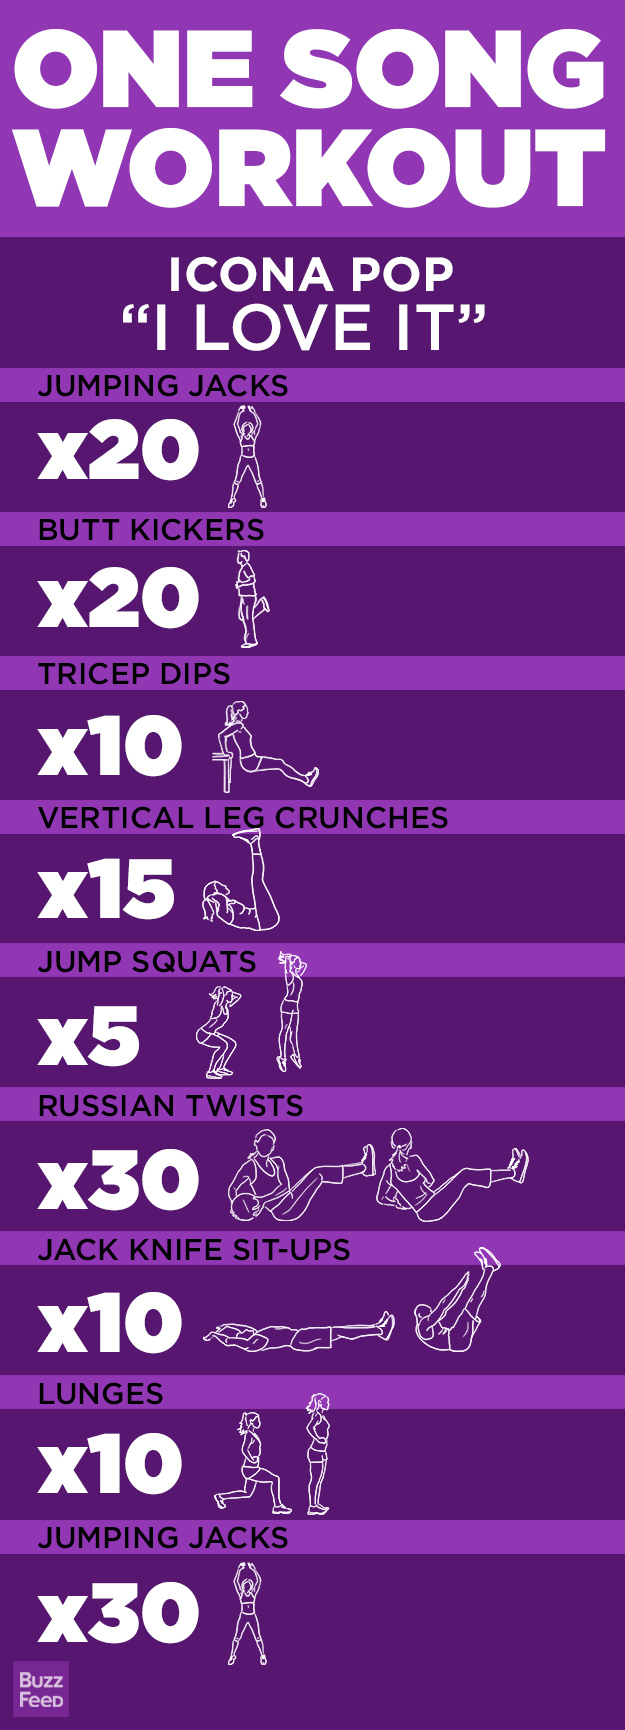 ONE SONG
WORKOUT
ICONA POP
“I LOVE IT”
JUMPING JACKS
x20
BUTT KICKERS
x20
TRICEP DIPS
x10
VERTICAL LEG CRUNCHES
x15
JUMP SQUATS
x5
RUSSIAN TWISTS
x30
JACK KNIFE SIT-UPS
x10
LUNGES
x10
JUMPING JACKS
x30
BUZZ
FEED